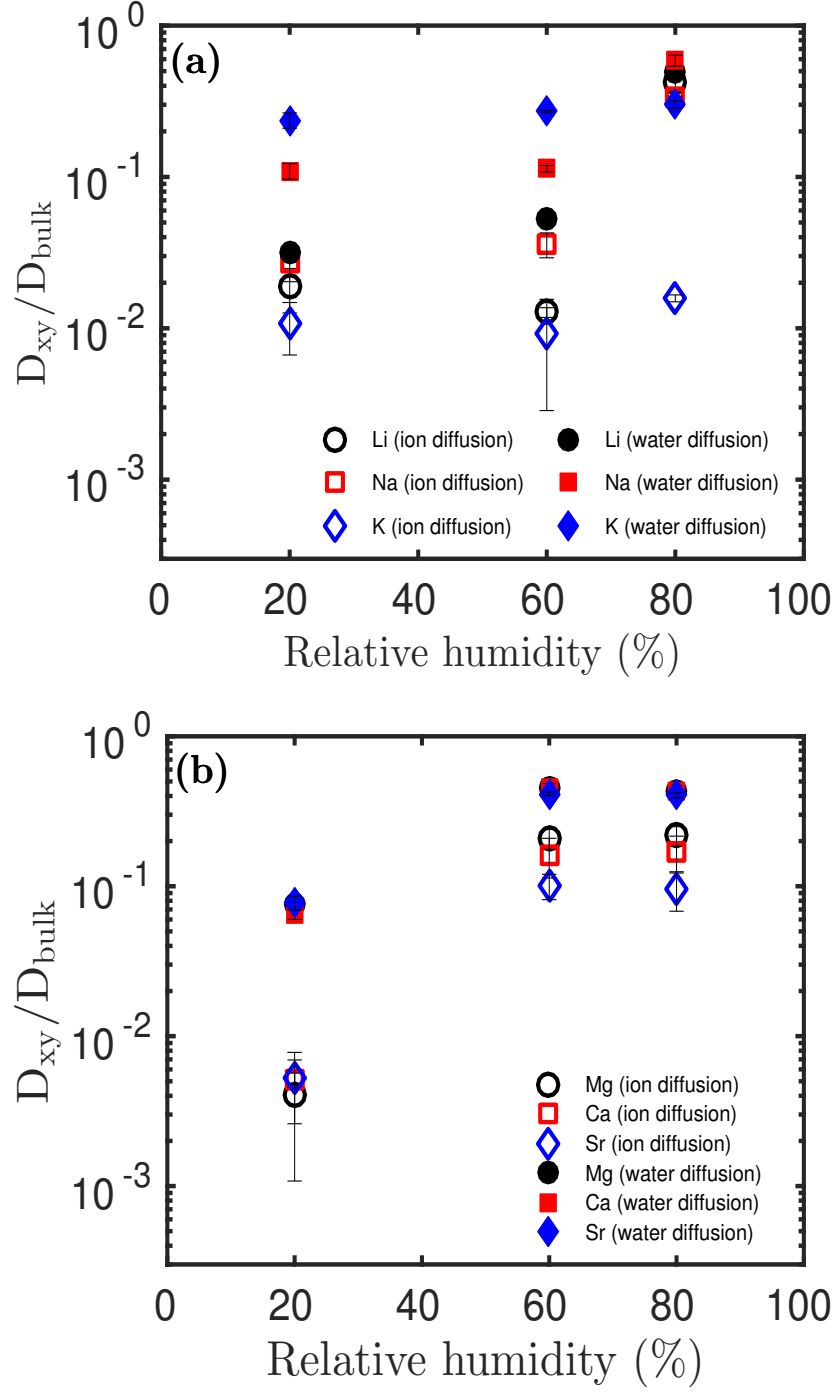 10^0
(a)
10^-1
10^-2
10^-3
D_xy/D_bulk
Li (ion diffusion) Li (water diffusion)
Na (ion diffusion) Na (water diffusion)
K (ion diffusion) K (water diffusion)
0 20 40 60 80 100
Relative humidity (%)
10^0
(b)
10^-1
10^-2
10^-3
D_xy/D_bulk
Mg (ion diffusion)
Ca (ion diffusion)
Sr (ion diffusion)
Mg (water diffusion)
Ca (water diffusion)
Sr (water diffusion)
0 20 40 60 80 100
Relative humidity (%)